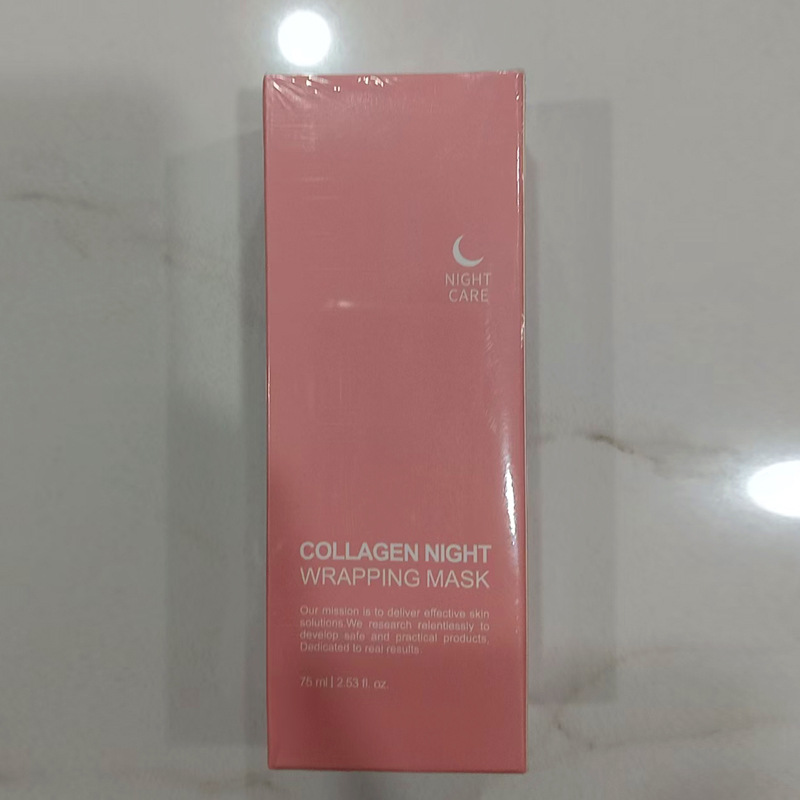 NIGHT
CARE
COLLAGEN NIGHT
WRAPPING MASK
Our mission is to deliver effective skin
solutions.We research relentlessly to
develop safe and practical products,
Dedicated to real results.
75 ml | 2.53 fl. oz.